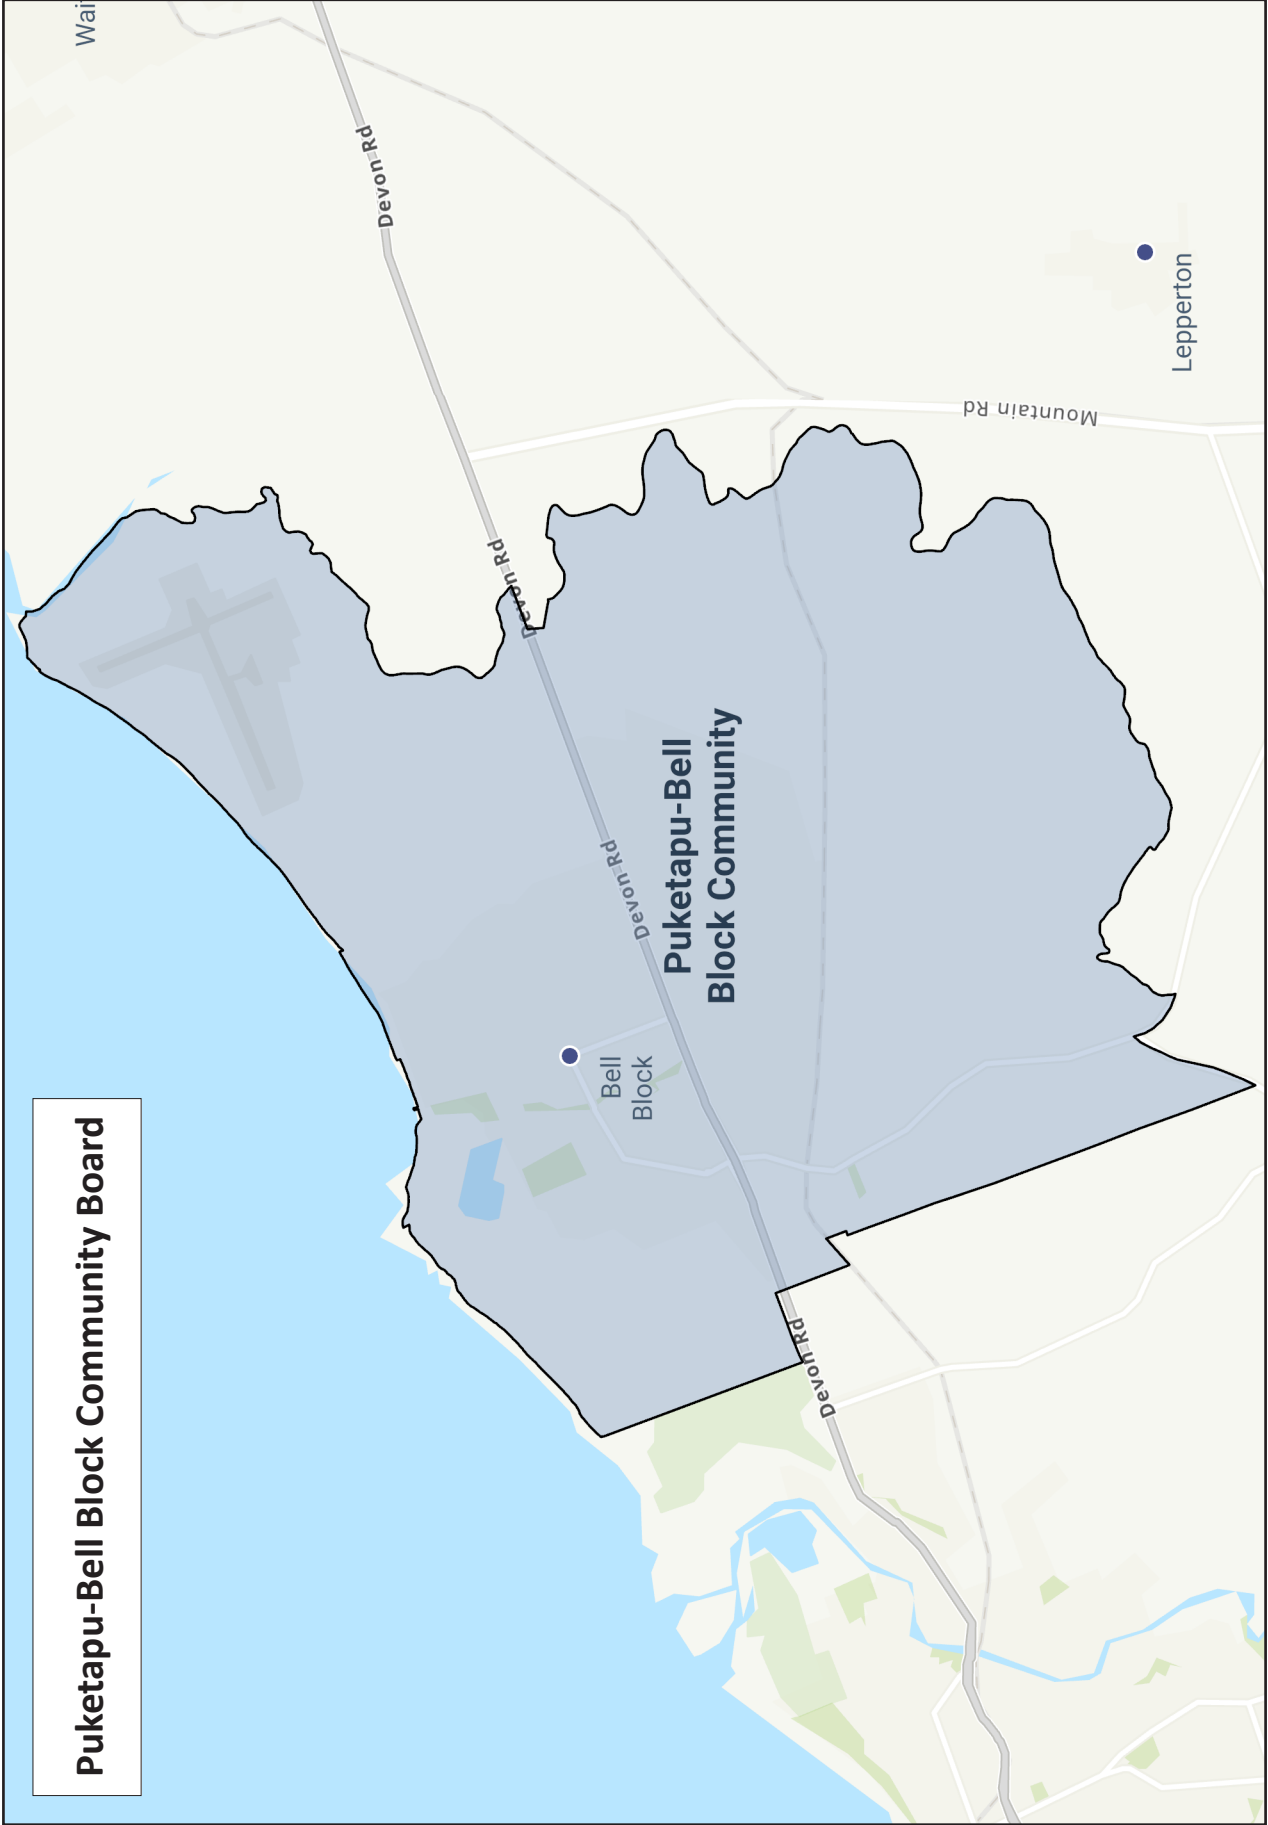 Puketapu-Bell Block Community Board
Wai
Devon Rd
Devon Rd
Devon Rd
Devon Rd
Mountain Rd
Lepperton
Puketapu-Bell
Block Community
Bell
Block